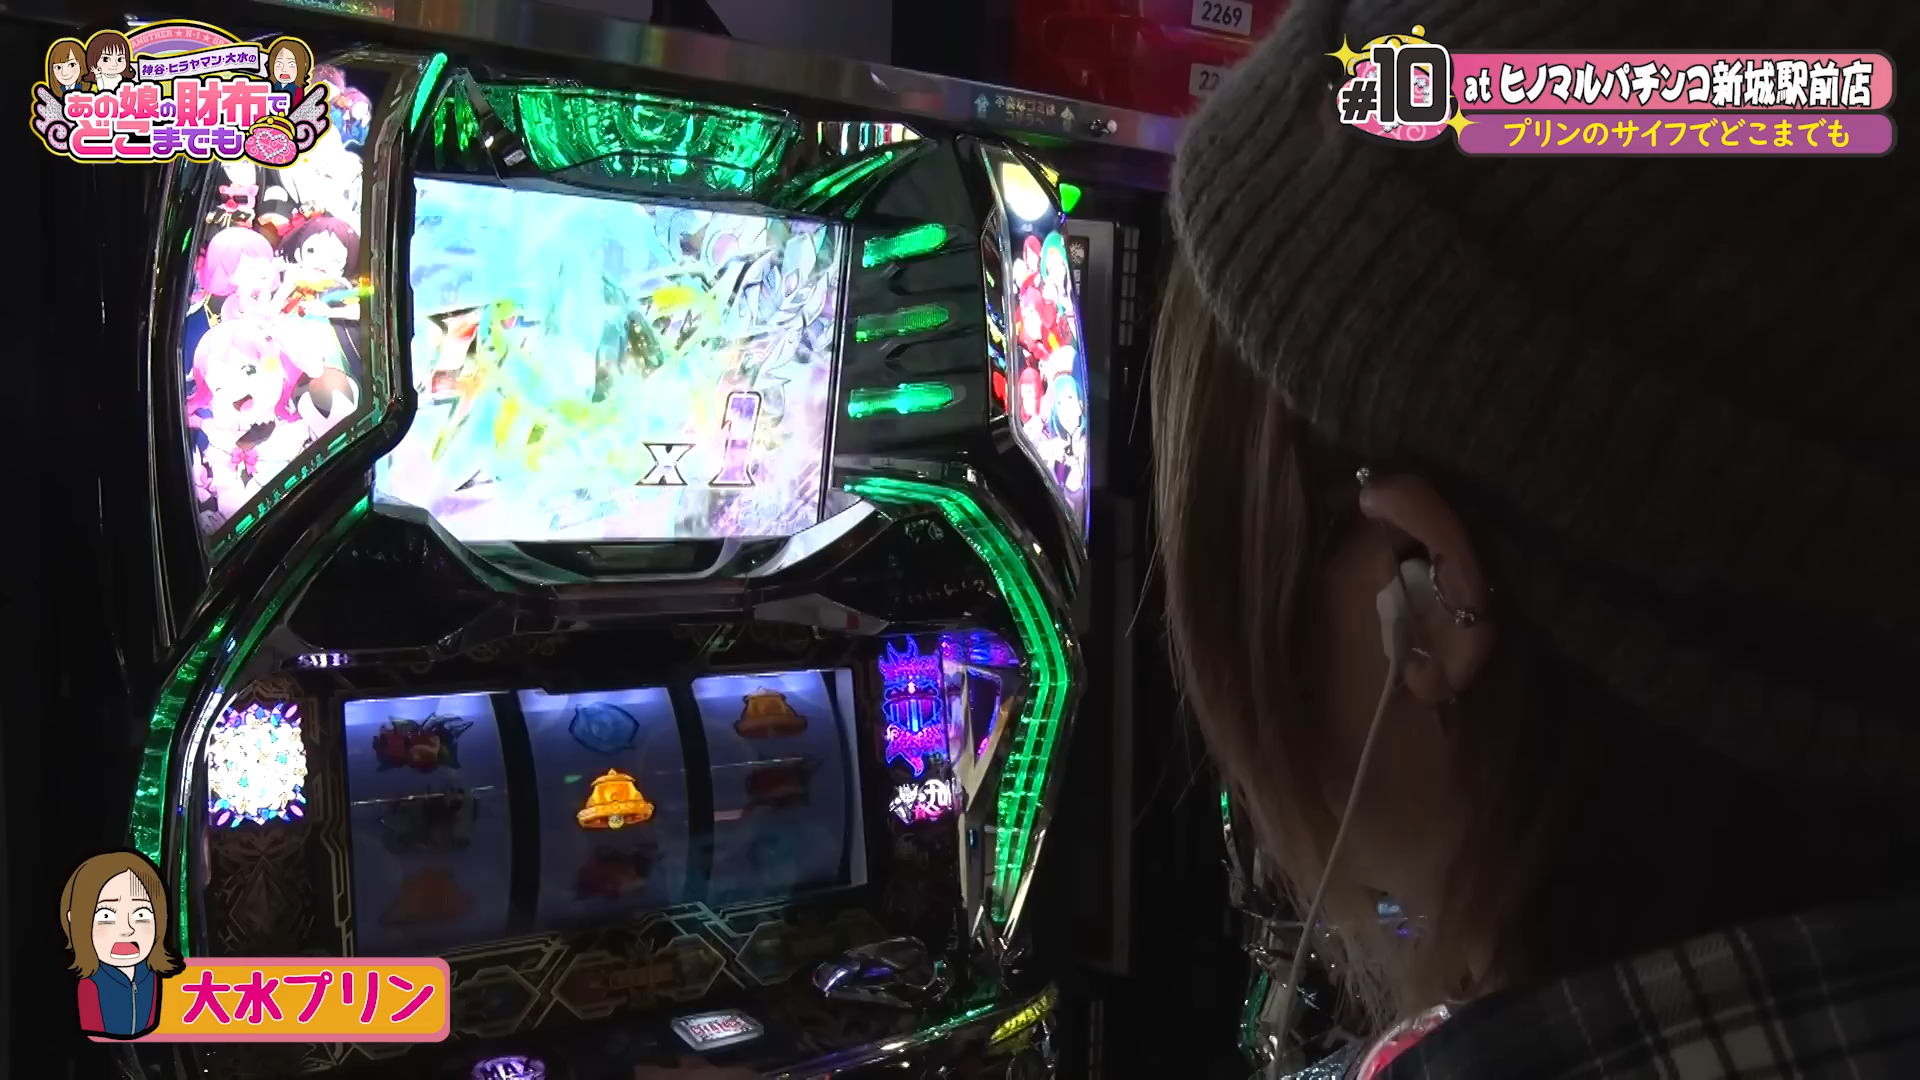 ANOTHER ★ N-1 ★ G
神谷・ヒラヤマン・大水の
あの娘の財布で
どこまでも
2269
#10
at ヒノマルパチンコ新城駅前店
プリンのサイフでどこまでも
x1
大水プリン
MAX